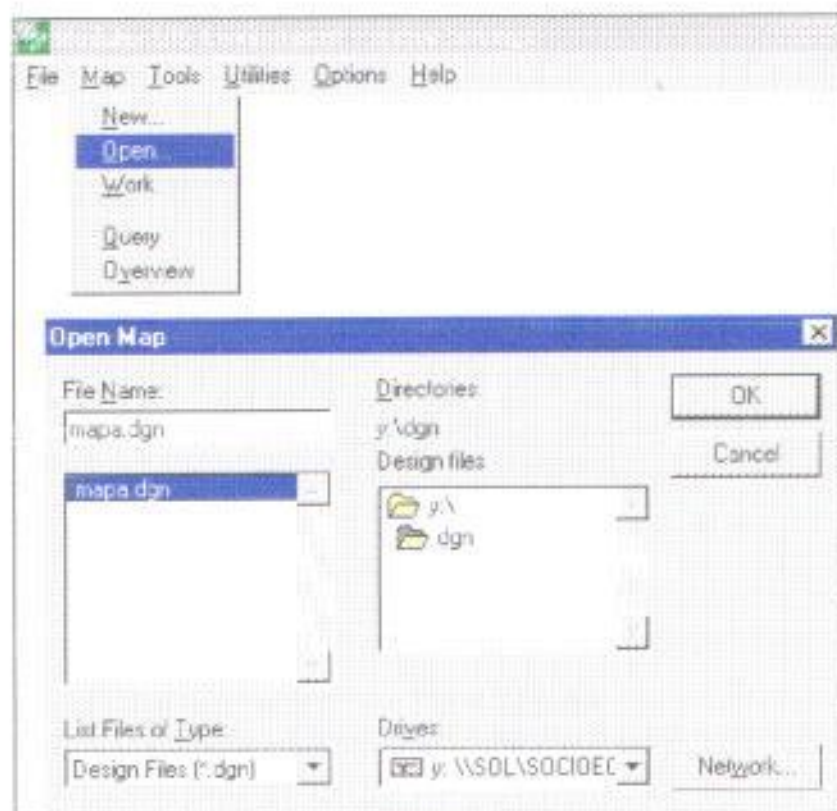 File Map Tools Utilities Options Help
New...
Open...
Work
Query
Overview
Open Map
File Name:
mapa.dgn
mapa.dgn
Directories:
y:\dgn
Design files
y:\
dgn
OK
Cancel
List Files of Type:
Design Files (*.dgn)
Drives:
y: \\SOL\SOCIOEC
Network...